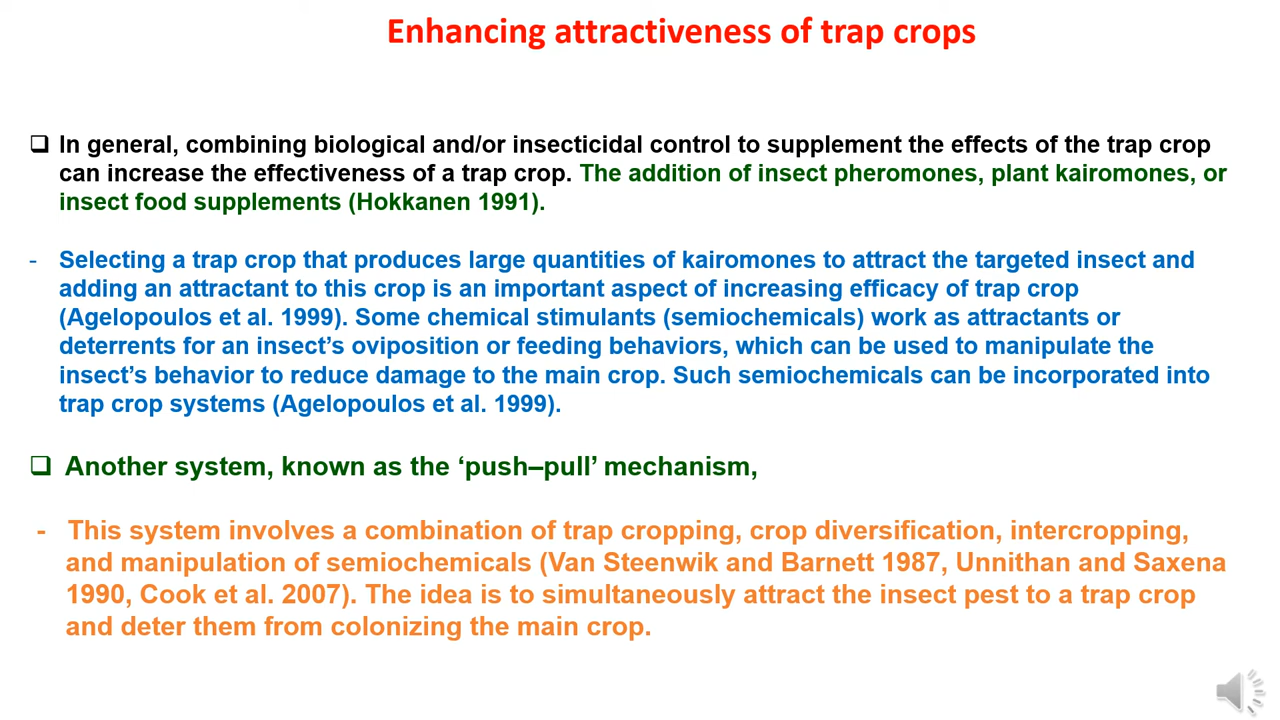 Enhancing attractiveness of trap crops
❑ In general, combining biological and/or insecticidal control to supplement the effects of the trap crop
can increase the effectiveness of a trap crop. The addition of insect pheromones, plant kairomones, or
insect food supplements (Hokkanen 1991).
- Selecting a trap crop that produces large quantities of kairomones to attract the targeted insect and
adding an attractant to this crop is an important aspect of increasing efficacy of trap crop
(Agelopoulos et al. 1999). Some chemical stimulants (semiochemicals) work as attractants or
deterrents for an insect’s oviposition or feeding behaviors, which can be used to manipulate the
insect’s behavior to reduce damage to the main crop. Such semiochemicals can be incorporated into
trap crop systems (Agelopoulos et al. 1999).
❑ Another system, known as the ‘push–pull’ mechanism,
- This system involves a combination of trap cropping, crop diversification, intercropping,
and manipulation of semiochemicals (Van Steenwik and Barnett 1987, Unnithan and Saxena
1990, Cook et al. 2007). The idea is to simultaneously attract the insect pest to a trap crop
and deter them from colonizing the main crop.